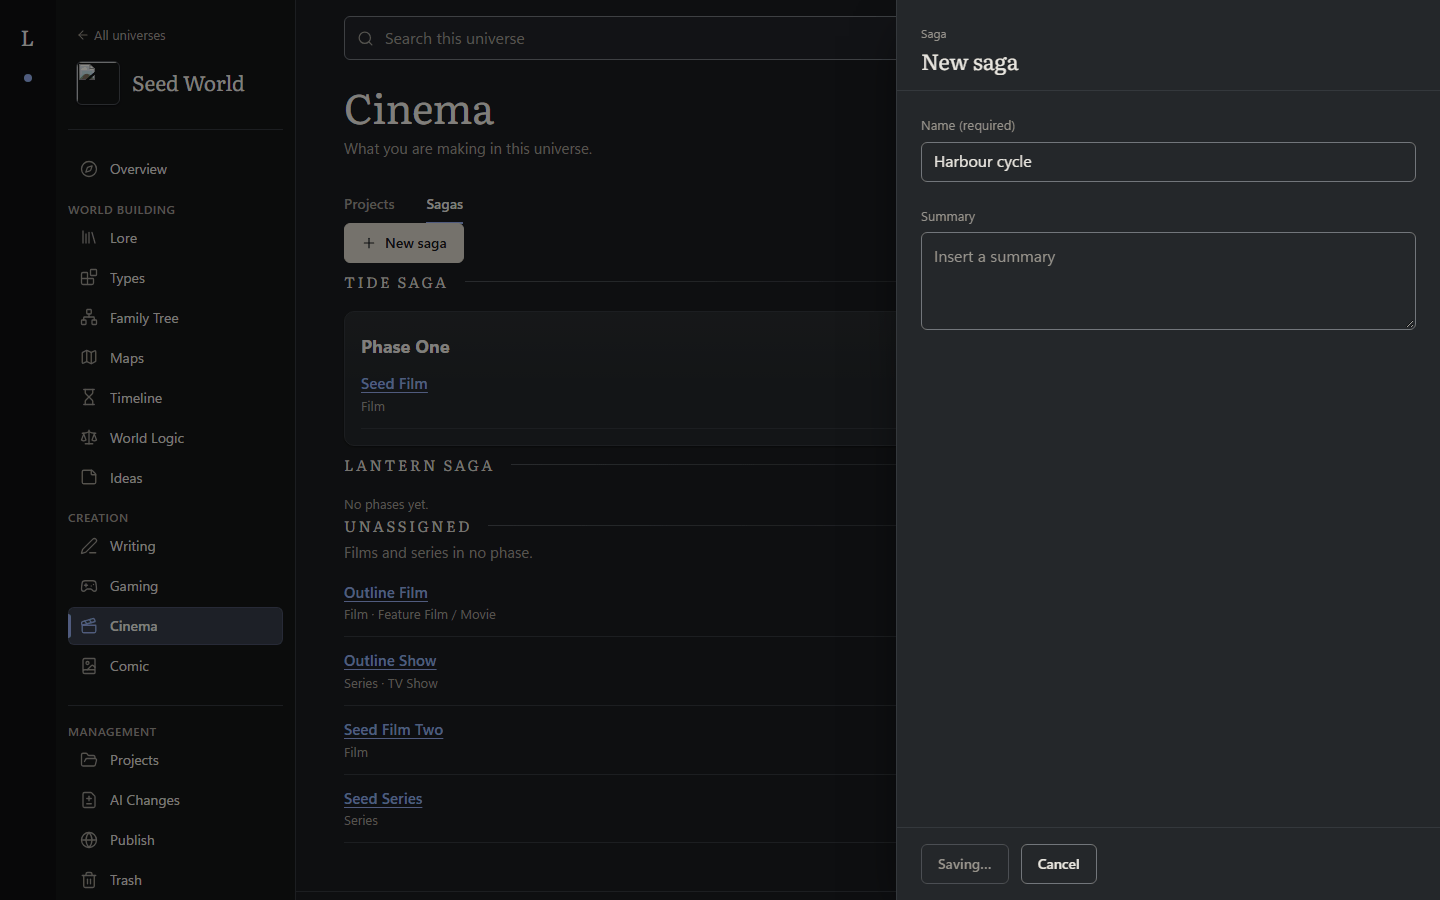 L
All universes
Seed World
Overview
WORLD BUILDING
Lore
Types
Family Tree
Maps
Timeline
World Logic
Ideas
CREATION
Writing
Gaming
Cinema
Comic
MANAGEMENT
Projects
AI Changes
Publish
Trash
Search this universe
Cinema
What you are making in this universe.
Projects Sagas
New saga
TIDE SAGA
Phase One
Seed Film
Film
LANTERN SAGA
No phases yet.
UNASSIGNED
Films and series in no phase.
Outline Film
Film · Feature Film / Movie
Outline Show
Series · TV Show
Seed Film Two
Film
Seed Series
Series
Saga
New saga
Name (required)
Harbour cycle
Summary
Insert a summary
Saving...
Cancel